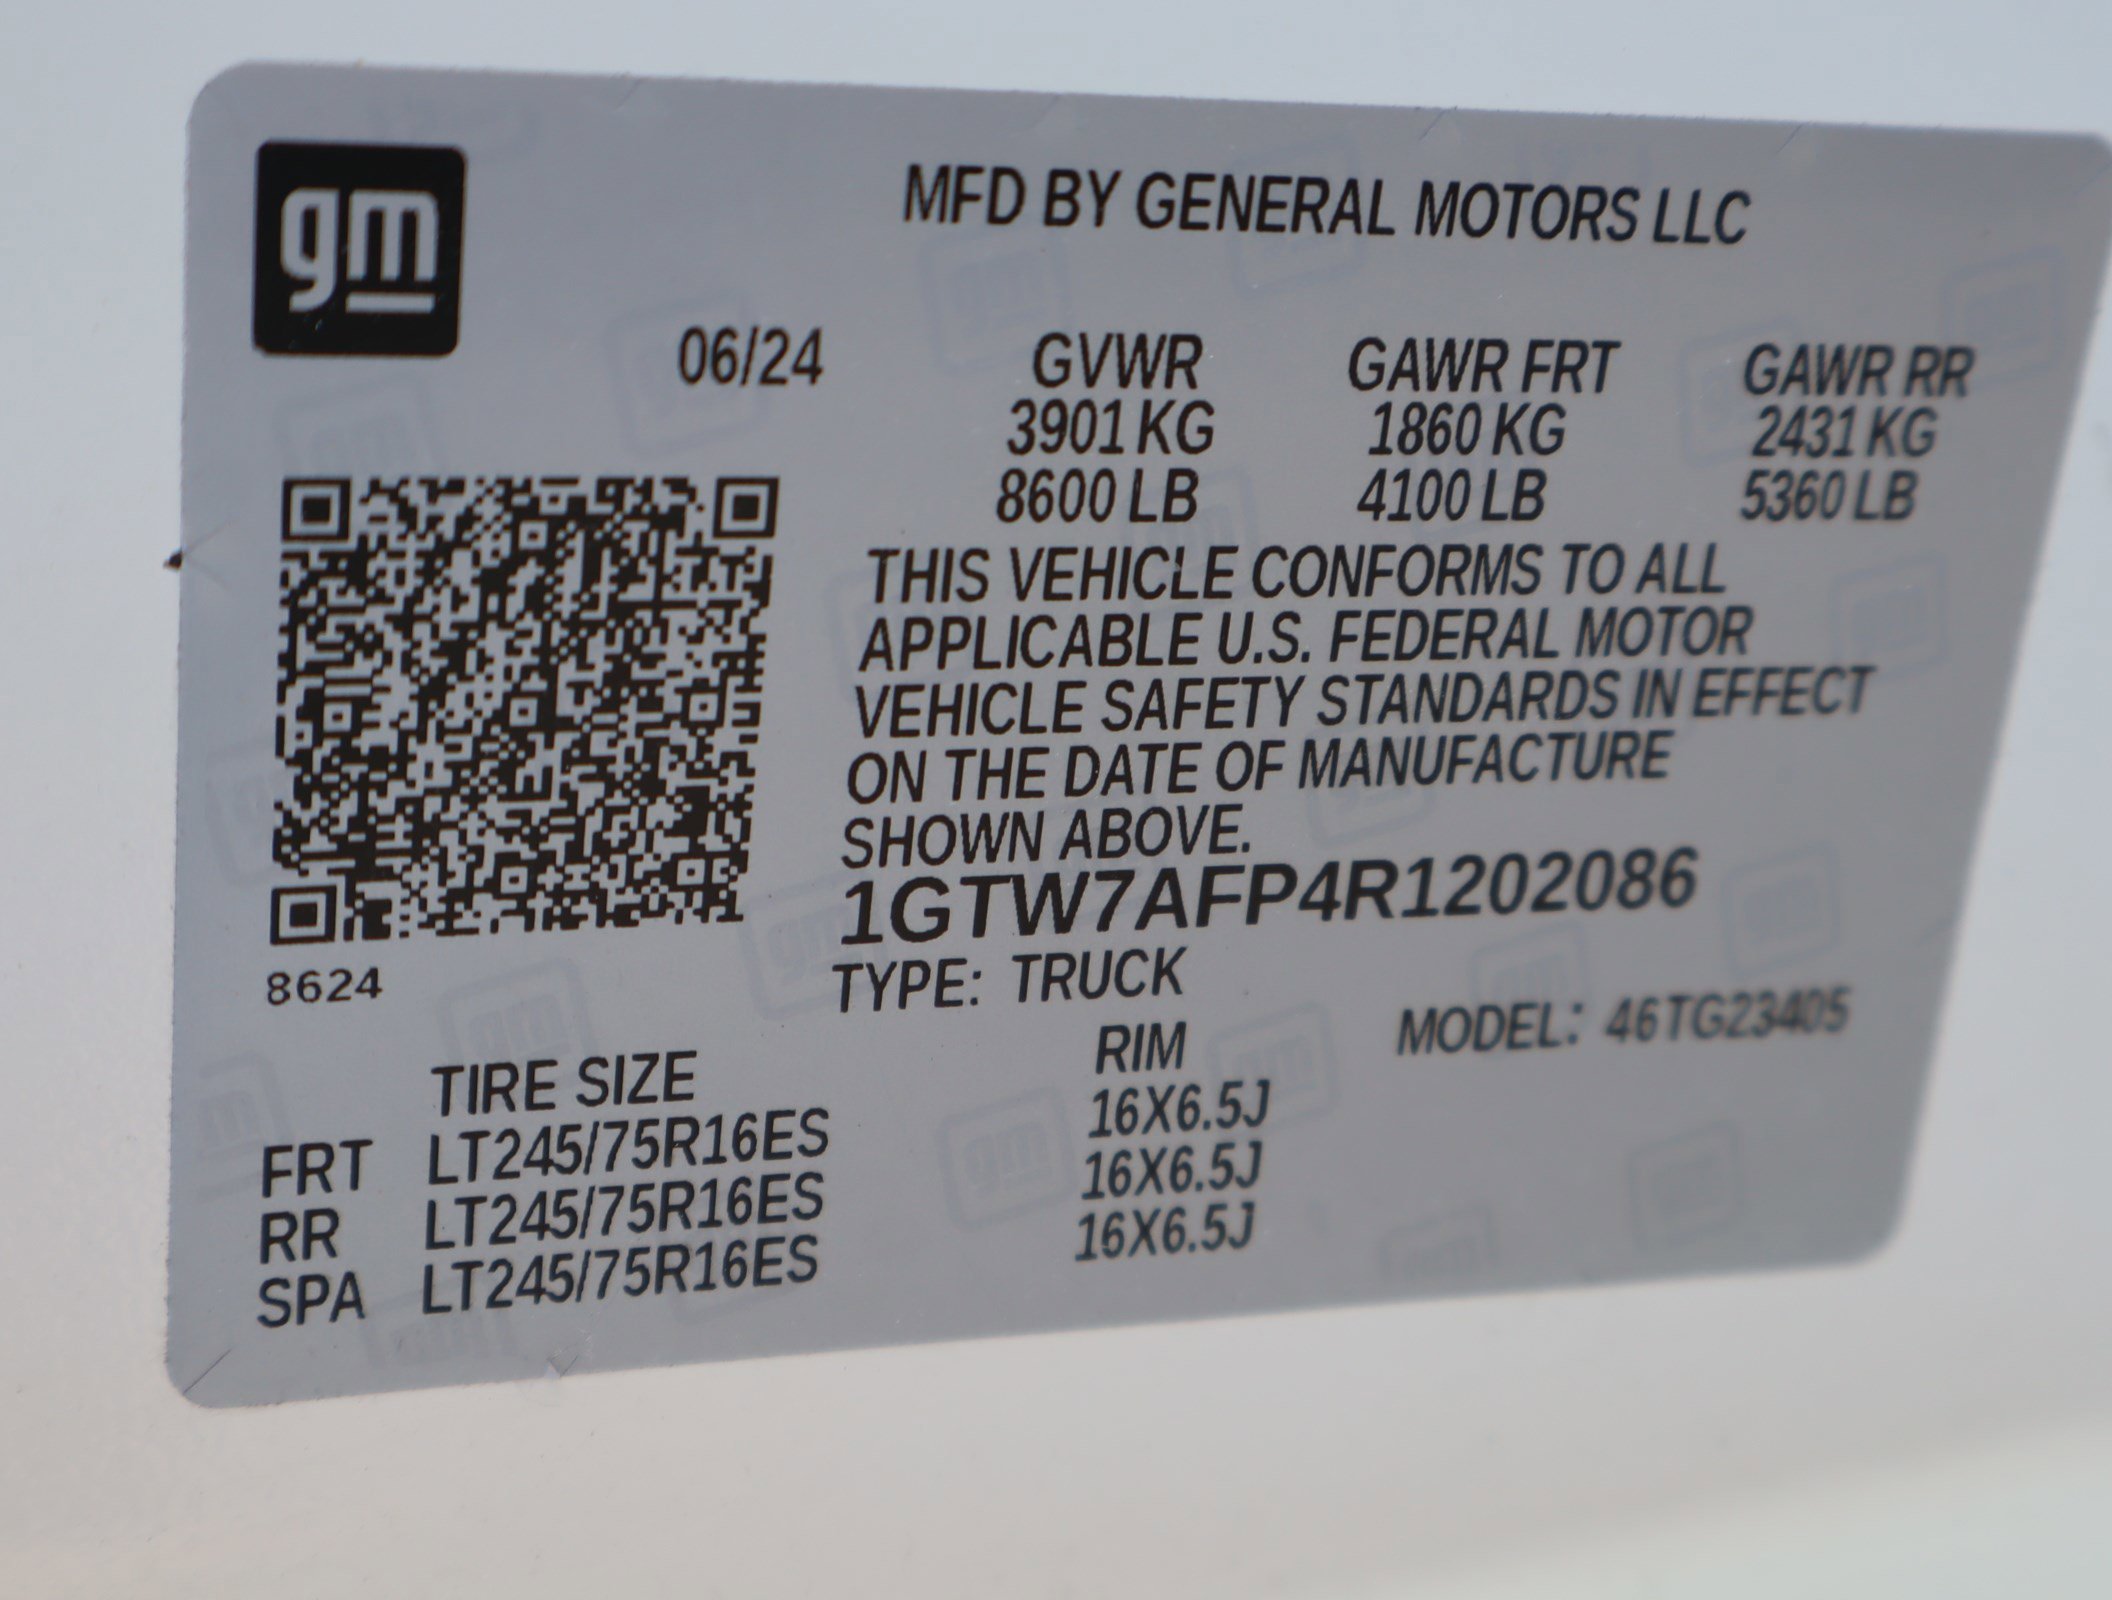 gm
MFD BY GENERAL MOTORS LLC
06/24 GVWR GAWR FRT GAWR RR
3901 KG 1860 KG 2431 KG
8600 LB 4100 LB 5360 LB
THIS VEHICLE CONFORMS TO ALL
APPLICABLE U.S. FEDERAL MOTOR
VEHICLE SAFETY STANDARDS IN EFFECT
ON THE DATE OF MANUFACTURE
SHOWN ABOVE.
1GTW7AFP4R1202086
8624
TYPE: TRUCK
MODEL: 46TG23405
TIRE SIZE RIM
FRT LT245/75R16ES 16X6.5J
RR LT245/75R16ES 16X6.5J
SPA LT245/75R16ES 16X6.5J